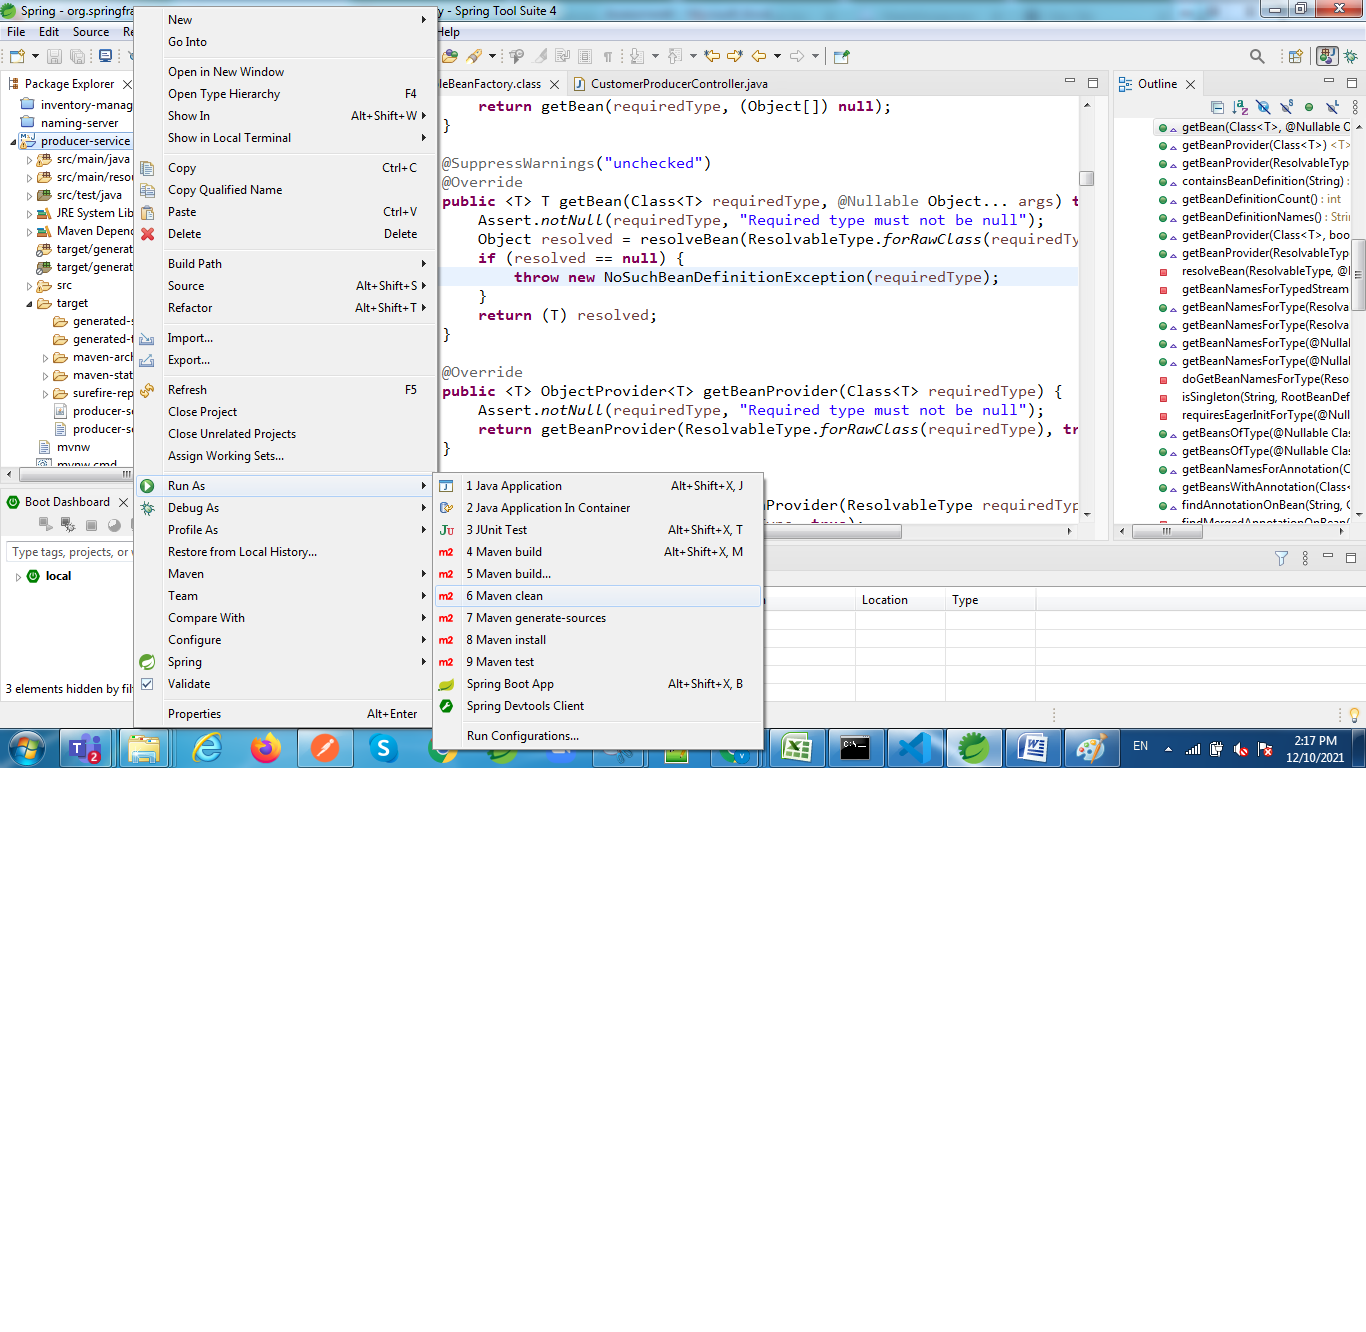 Spring - org.springfra
y - Spring Tool Suite 4
File Edit Source Re
Help
Package Explorer
inventory-manag
naming-server
producer-service
src/main/java
src/main/resou
src/test/java
JRE System Lib
Maven Depend
target/generat
target/generat
src
target
generated-s
generated-t
maven-arch
maven-stat
surefire-rep
producer-se
producer-se
mvnw
mvnw.cmd
Boot Dashboard
Type tags, projects, or w
local
3 elements hidden by filt
New
Go Into
Open in New Window
Open Type Hierarchy F4
Show In Alt+Shift+W
Show in Local Terminal
Copy Ctrl+C
Copy Qualified Name
Paste Ctrl+V
Delete Delete
Build Path
Source Alt+Shift+S
Refactor Alt+Shift+T
Import...
Export...
Refresh F5
Close Project
Close Unrelated Projects
Assign Working Sets...
Run As
Debug As
Profile As
Restore from Local History...
Maven
Team
Compare With
Configure
Spring
Validate
Properties Alt+Enter
1 Java Application Alt+Shift+X, J
2 Java Application In Container
3 JUnit Test Alt+Shift+X, T
4 Maven build Alt+Shift+X, M
5 Maven build...
6 Maven clean
7 Maven generate-sources
8 Maven install
9 Maven test
Spring Boot App Alt+Shift+X, B
Spring Devtools Client
Run Configurations...
leBeanFactory.class CustomerProducerController.java
return getBean(requiredType, (Object[]) null);
}
@SuppressWarnings("unchecked")
@Override
public <T> T getBean(Class<T> requiredType, @Nullable Object... args) t
Assert.notNull(requiredType, "Required type must not be null");
Object resolved = resolveBean(ResolvableType.forRawClass(requiredTy
if (resolved == null) {
throw new NoSuchBeanDefinitionException(requiredType);
}
return (T) resolved;
}
@Override
public <T> ObjectProvider<T> getBeanProvider(Class<T> requiredType) {
Assert.notNull(requiredType, "Required type must not be null");
return getBeanProvider(ResolvableType.forRawClass(requiredType), tr
}
nProvider(ResolvableType requiredTyp
Outline
getBean(Class<T>, @Nullable O
getBeanProvider(Class<T>) <T>
getBeanProvider(ResolvableTyp
containsBeanDefinition(String) :
getBeanDefinitionCount() : int
getBeanDefinitionNames() : Strin
getBeanProvider(Class<T>, boo
getBeanProvider(ResolvableTyp
resolveBean(ResolvableType, @
getBeanNamesForTypedStream
getBeanNamesForType(Resolva
getBeanNamesForType(Resolva
getBeanNamesForType(@Nulla
getBeanNamesForType(@Nulla
doGetBeanNamesForType(Reso
isSingleton(String, RootBeanDef
requiresEagerInitForType(@Null
getBeansOfType(@Nullable Clas
getBeansOfType(@Nullable Clas
getBeanNamesForAnnotation(C
getBeansWithAnnotation(Class<
findAnnotationOnBean(String, C
findMergedAnnotationOnBean(
Location Type
EN
2:17 PM
12/10/2021